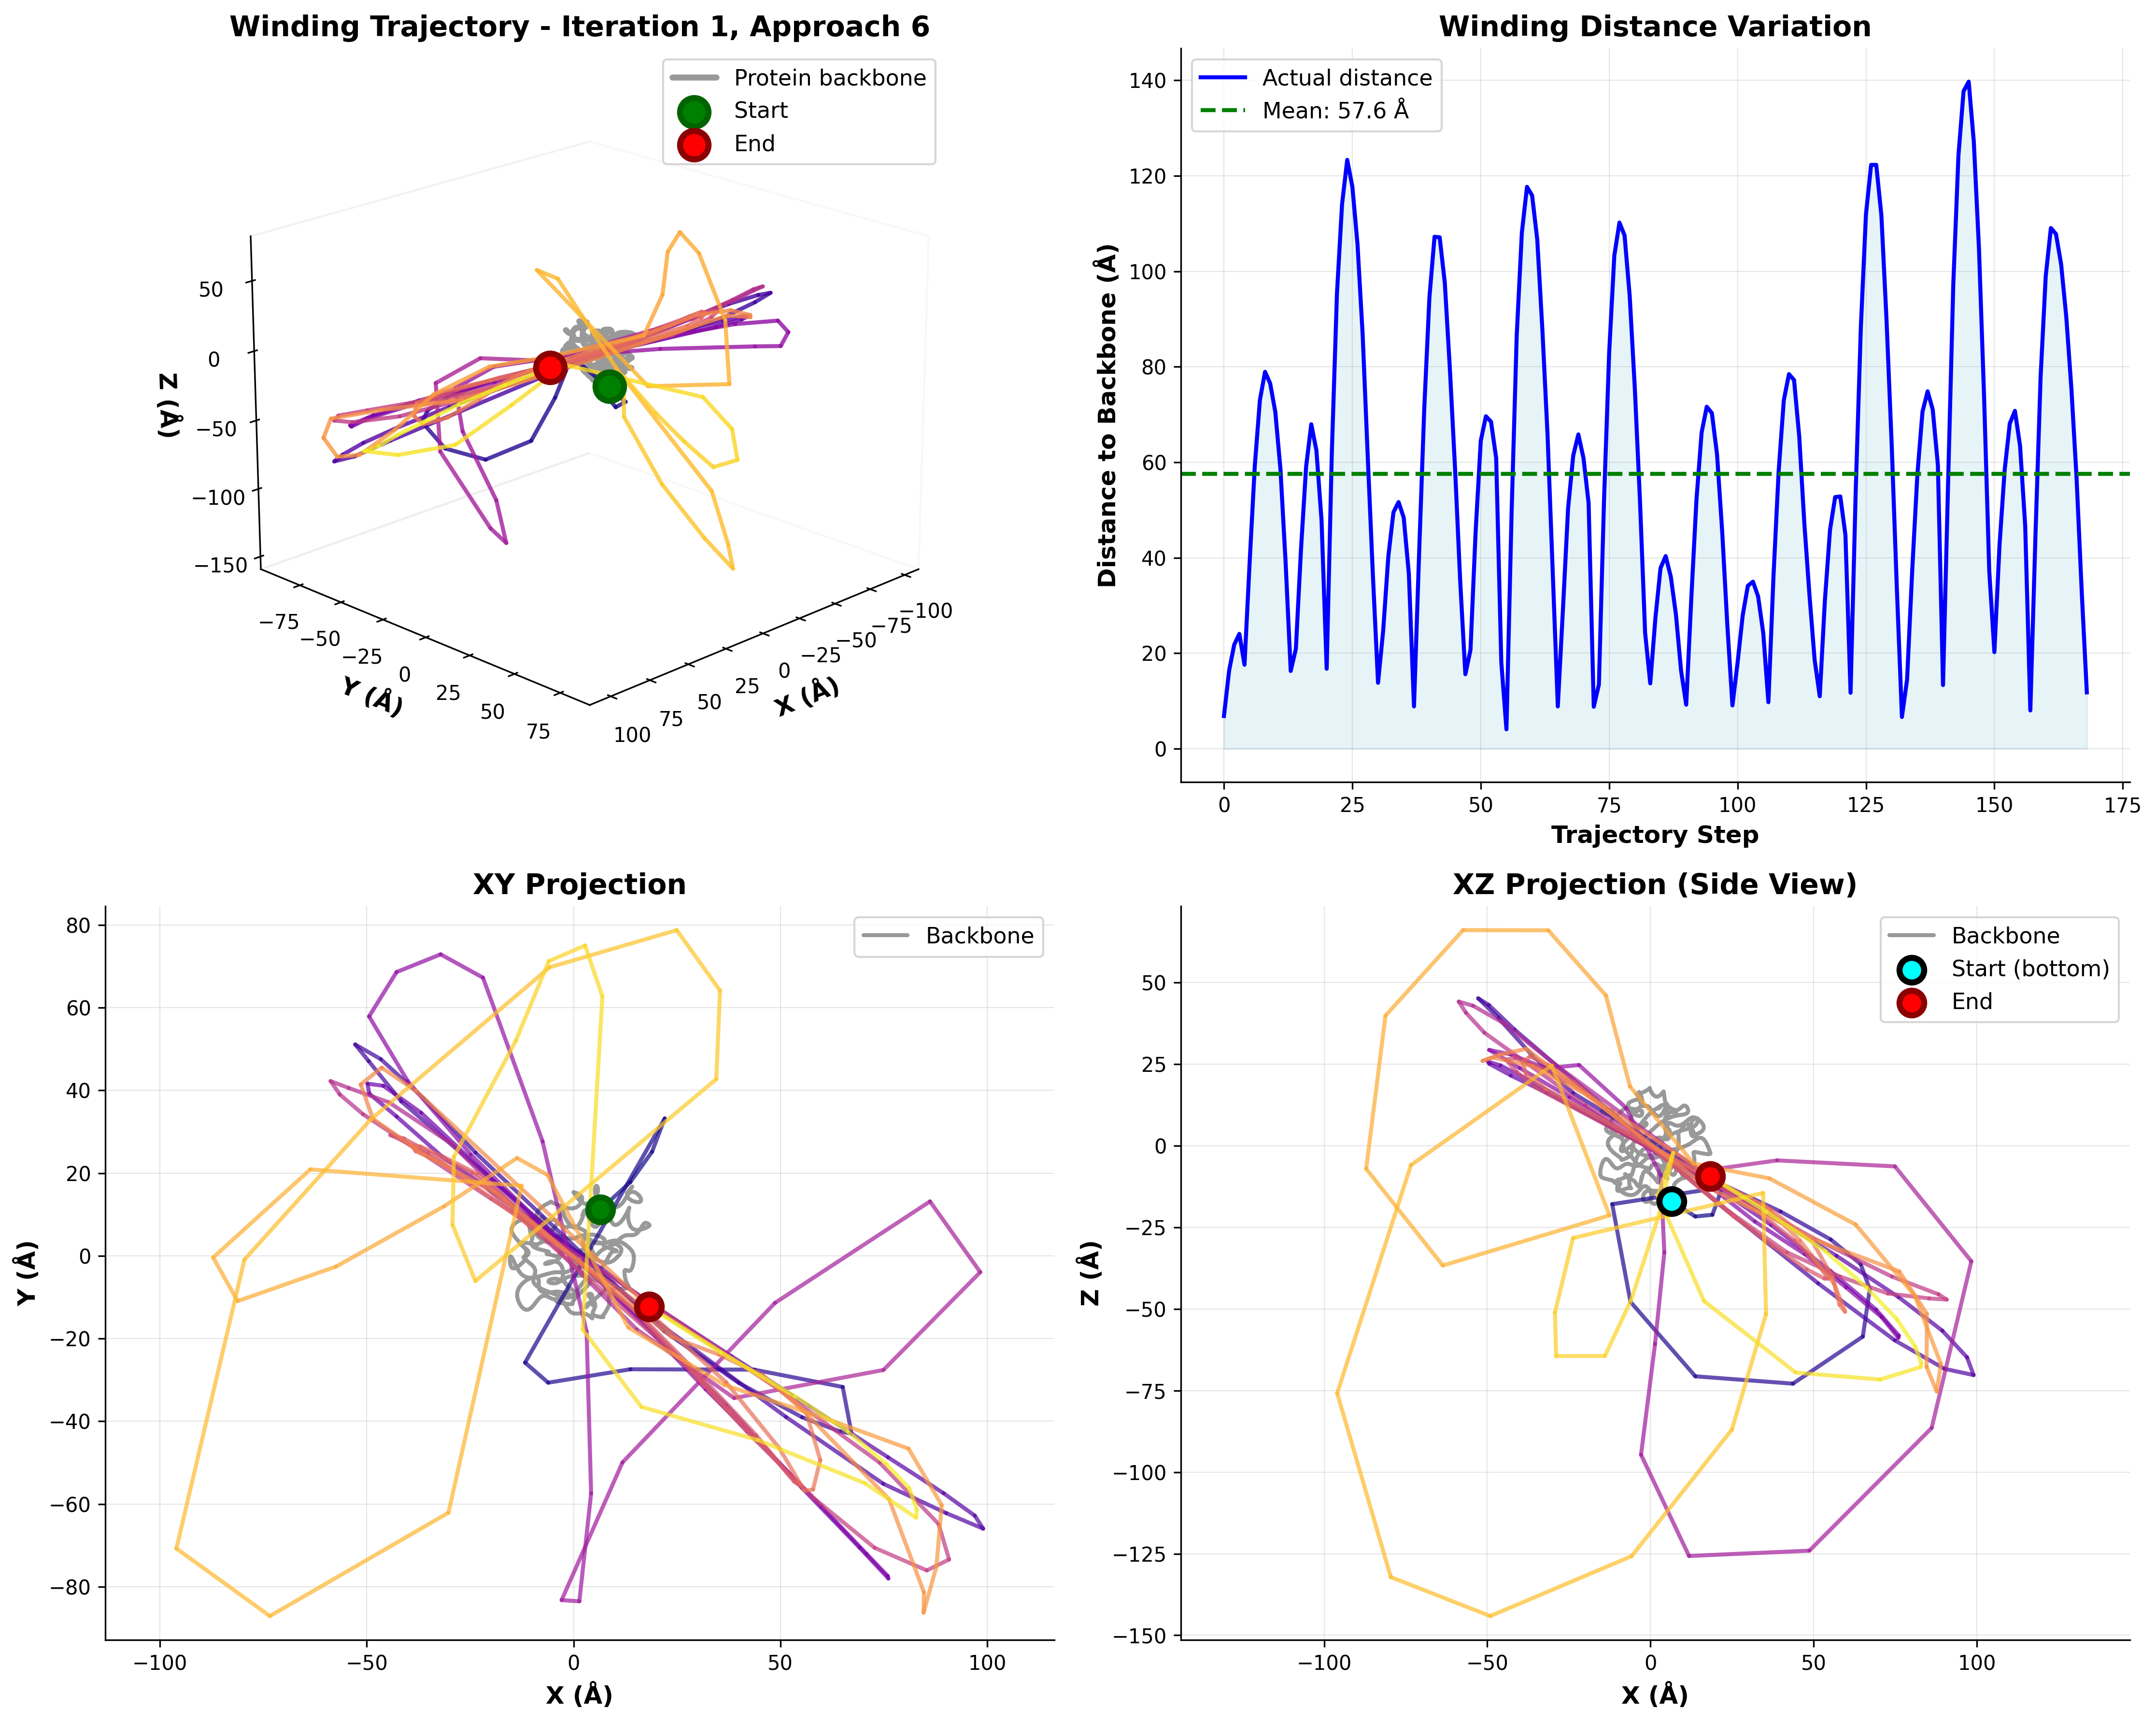 Winding Trajectory - Iteration 1, Approach 6
Protein backbone
Start
End
50
0
−50
−100
−150
Z (Å)
−75
−50
−25
0
25
50
75
Y (Å)
100
75
50
25
0
−25
−50
−75
−100
X (Å)
Winding Distance Variation
Actual distance
Mean: 57.6 Å
140
120
100
80
60
40
20
0
Distance to Backbone (Å)
0
25
50
75
100
125
150
175
Trajectory Step
XY Projection
Backbone
80
60
40
20
0
−20
−40
−60
−80
Y (Å)
−100
−50
0
50
100
X (Å)
XZ Projection (Side View)
Backbone
Start (bottom)
End
50
25
0
−25
−50
−75
−100
−125
−150
Z (Å)
−100
−50
0
50
100
X (Å)